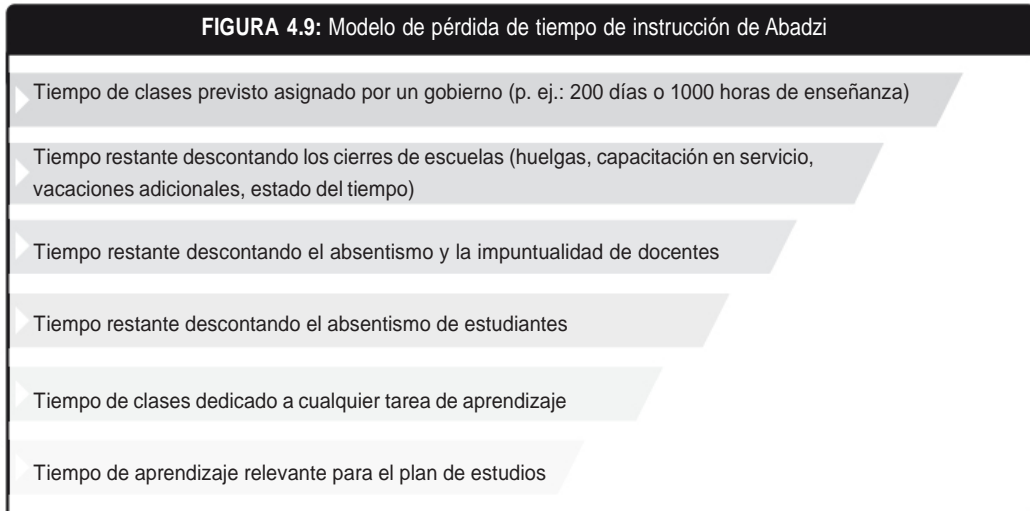 FIGURA 4.9: Modelo de pérdida de tiempo de instrucción de Abadzi
Tiempo de clases previsto asignado por un gobierno (p. ej.: 200 días o 1000 horas de enseñanza)
Tiempo restante descontando los cierres de escuelas (huelgas, capacitación en servicio,
vacaciones adicionales, estado del tiempo)
Tiempo restante descontando el absentismo y la impuntualidad de docentes
Tiempo restante descontando el absentismo de estudiantes
Tiempo de clases dedicado a cualquier tarea de aprendizaje
Tiempo de aprendizaje relevante para el plan de estudios